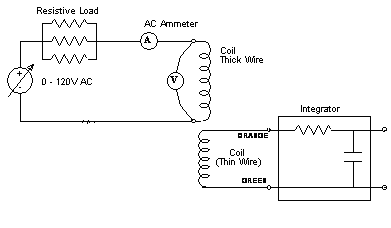 Resistive Load
AC Ammeter
A
Coil
Thick Wire
+
-
0 - 120V AC
V
Integrator
ORANGE
Coil
(Thin Wire)
GREEN